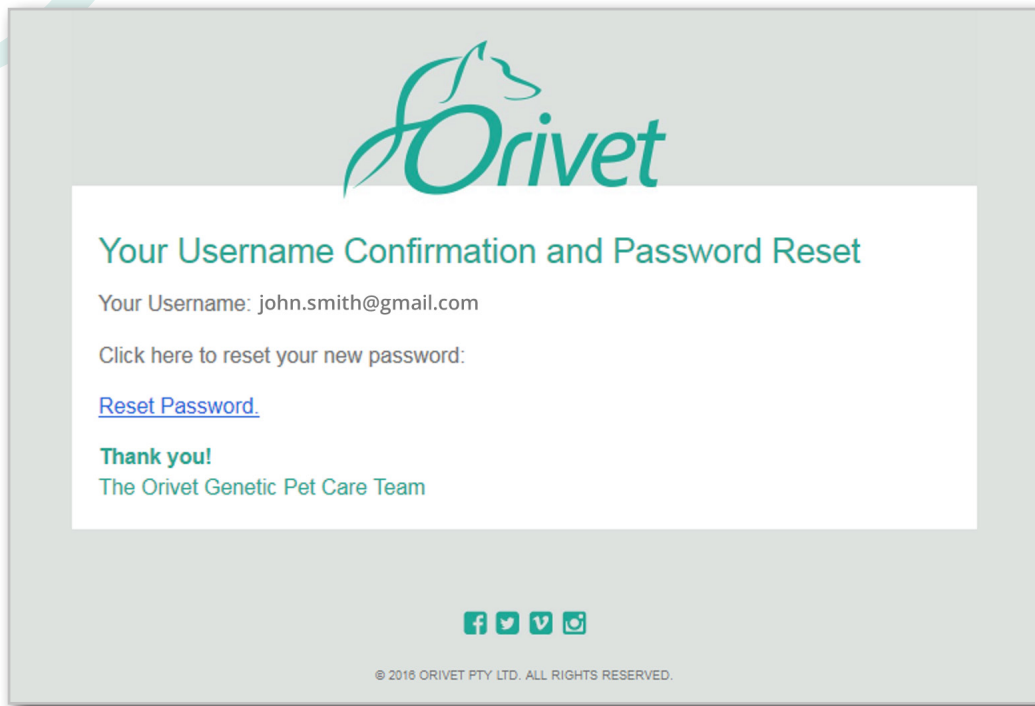 Orivet
Your Username Confirmation and Password Reset
Your Username: john.smith@gmail.com
Click here to reset your new password:
Reset Password.
Thank you!
The Orivet Genetic Pet Care Team
© 2016 ORIVET PTY LTD. ALL RIGHTS RESERVED.